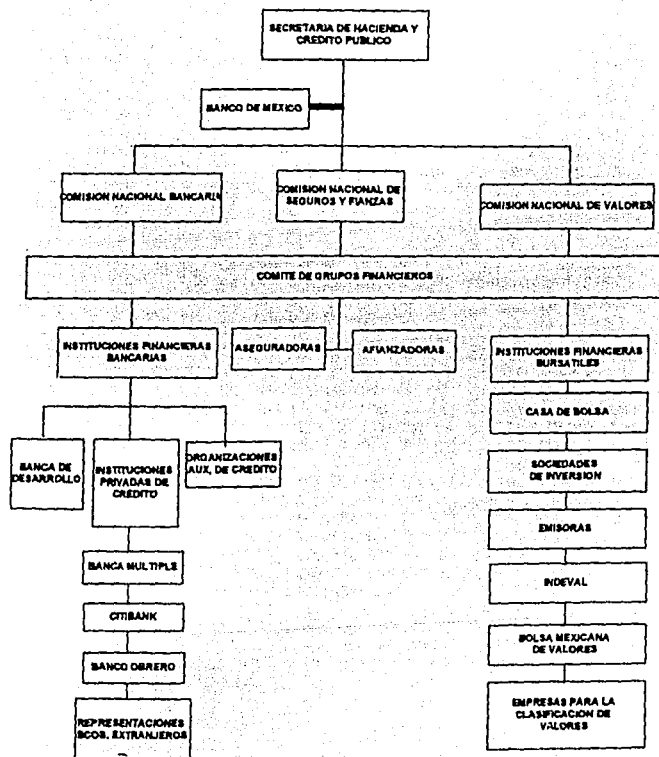 SECRETARIA DE HACIENDA Y
CREDITO PUBLICO
BANCO DE MEXICO
COMISION NACIONAL BANCARIA
COMISION NACIONAL DE
SEGUROS Y FIANZAS
COMISION NACIONAL DE VALORES
COMITE DE GRUPOS FINANCIEROS
INSTITUCIONES FINANCIERAS
BANCARIAS
ASEGURADORAS
AFIANZADORAS
INSTITUCIONES FINANCIERAS
BURSATILES
BANCA DE
DESARROLLO
INSTITUCIONES
PRIVADAS DE
CREDITO
ORGANIZACIONES
AUX. DE CREDITO
CASA DE BOLSA
SOCIEDADES
DE INVERSION
BANCA MULTIPLE
EMISORAS
CITIBANK
INDEVAL
BANCO OBRERO
BOLSA MEXICANA
DE VALORES
REPRESENTACIONES
BCOS. EXTRANJEROS
EMPRESAS PARA LA
CLASIFICACION DE
VALORES